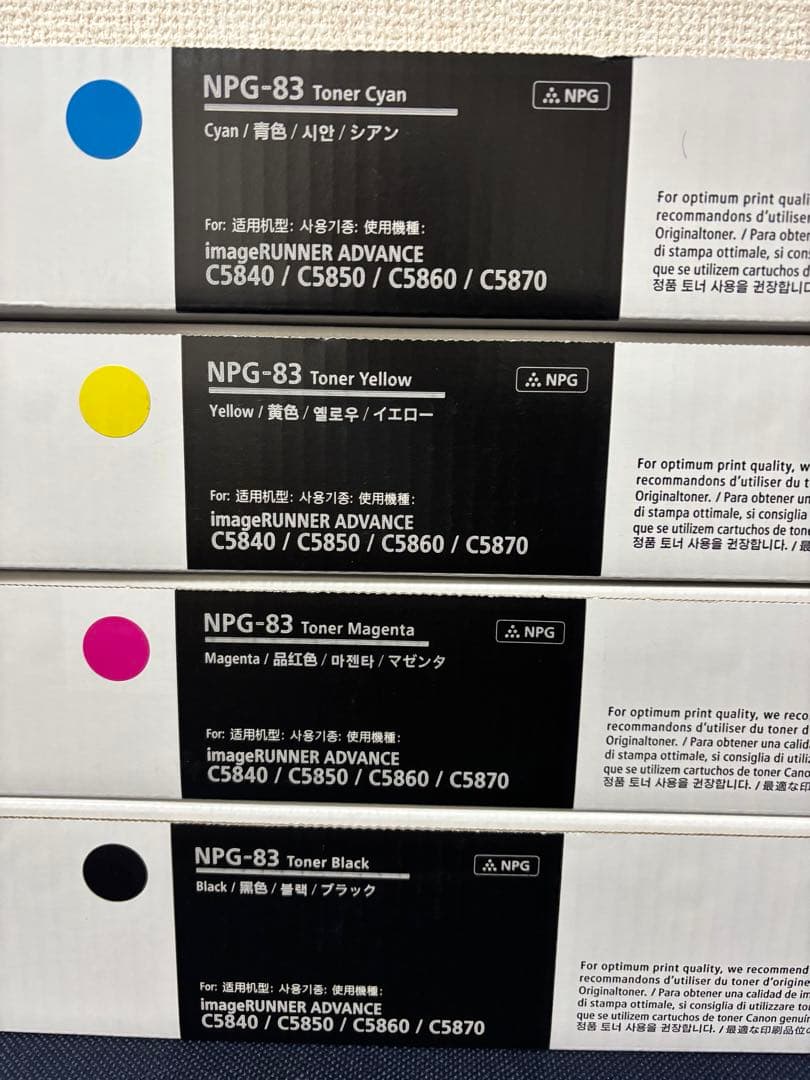 NPG-83 Toner Cyan
NPG
Cyan / 青色 / 시안 / シアン
For: 适用机型: 사용기종: 使用機種:
imageRUNNER ADVANCE
C5840 / C5850 / C5860 / C5870
For optimum print quali
recommandons d'utiliser
Originaltoner. / Para obter
di stampa ottimale, si con
que se utilizem cartuchos d
정품 토너 사용을 권장합니다
NPG-83 Toner Yellow
NPG
Yellow / 黄色 / 옐로우 / イエロー
For: 适用机型: 사용기종: 使用機種:
imageRUNNER ADVANCE
C5840 / C5850 / C5860 / C5870
For optimum print quality, w
recommandons d'utiliser du t
Originaltoner. / Para obtener un
di stampa ottimale, si consiglia
que se utilizem cartuchos de tone
정품 토너 사용을 권장합니다. / 最
NPG-83 Toner Magenta
NPG
Magenta / 品红色 / 마젠타 / マゼンタ
For: 适用机型: 사용기종: 使用機種:
imageRUNNER ADVANCE
C5840 / C5850 / C5860 / C5870
For optimum print quality, we reco
recommandons d'utiliser du toner d
Originaltoner. / Para obtener una calid
di stampa ottimale, si consiglia di utili
que se utilizem cartuchos de toner Cano
정품 토너 사용을 권장합니다. / 最適な印
NPG-83 Toner Black
NPG
Black / 黑色 / 블랙 / ブラック
For: 适用机型: 사용기종: 使用機種:
imageRUNNER ADVANCE
C5840 / C5850 / C5860 / C5870
For optimum print quality, we recommend
recommandons d'utiliser du toner d'origine
Originaltoner. / Para obtener una calidad de im
di stampa ottimale, si consiglia di utilizzare to
que se utilizem cartuchos de toner Canon genuín
정품 토너 사용을 권장합니다. / 最適な印刷品位の